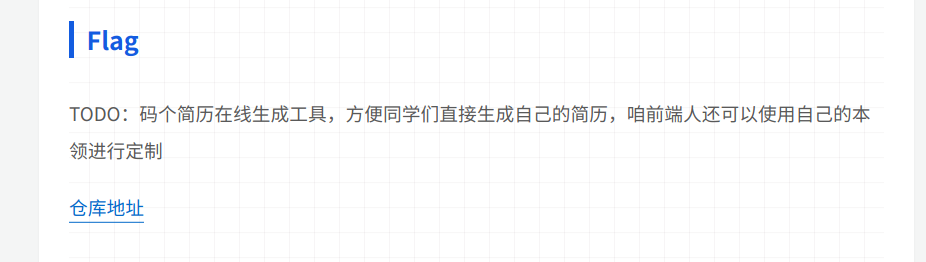 Flag
TODO：码个简历在线生成工具，方便同学们直接生成自己的简历，咱前端人还可以使用自己的本
领进行定制
仓库地址